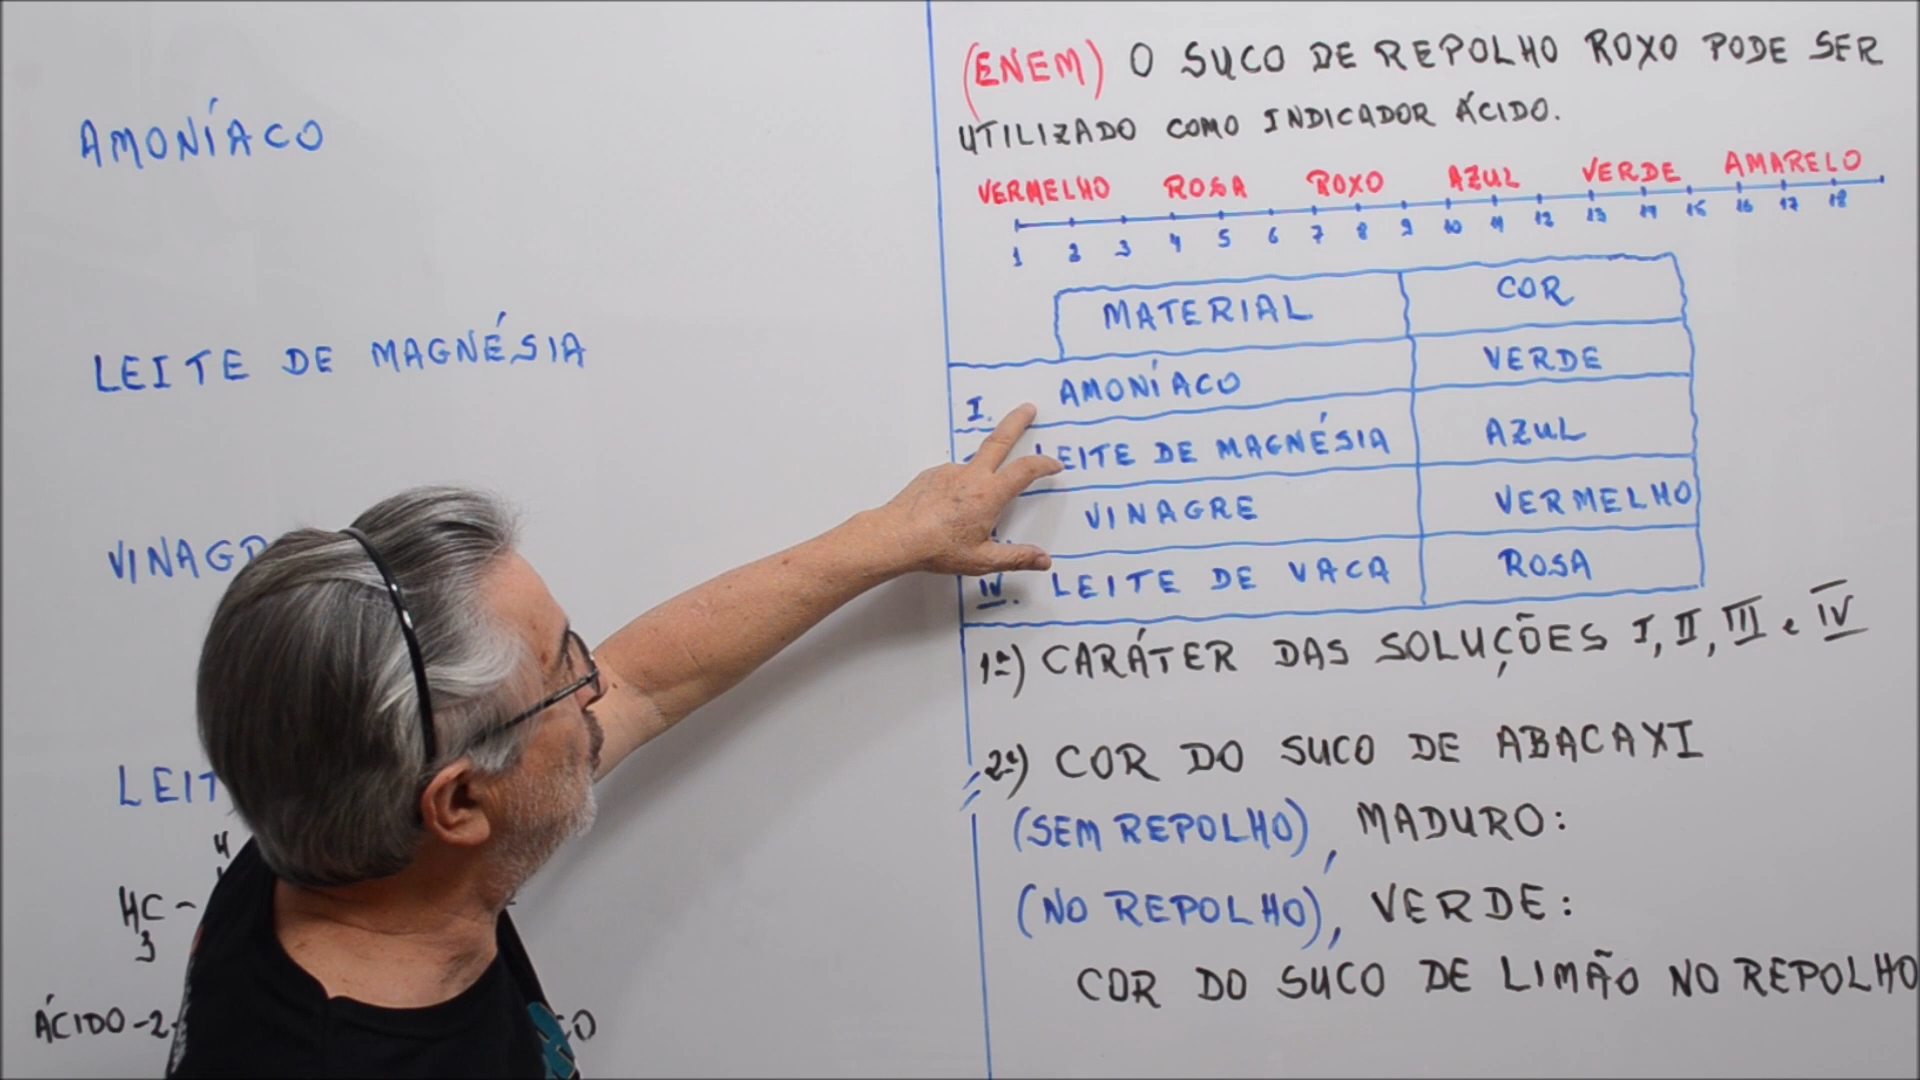 AMONÍACO
LEITE DE MAGNÉSIA
HC-
3
ÁCIDO-2-
(ENEM) O SUCO DE REPOLHO ROXO PODE SER
UTILIZADO COMO INDICADOR ÁCIDO.
VERMELHO ROSA ROXO AZUL VERDE AMARELO
1 2 3 4 5 6 7 8 9 10 11 12 13 14 15 16 17 18
MATERIAL COR
I. AMONÍACO VERDE
LEITE DE MAGNÉSIA AZUL
VINAGRE VERMELHO
IV. LEITE DE VACA ROSA
1ª) CARÁTER DAS SOLUÇÕES I, II, III e IV
2ª) COR DO SUCO DE ABACAXI
(SEM REPOLHO), MADURO:
(NO REPOLHO), VERDE:
COR DO SUCO DE LIMÃO NO REPOLHO